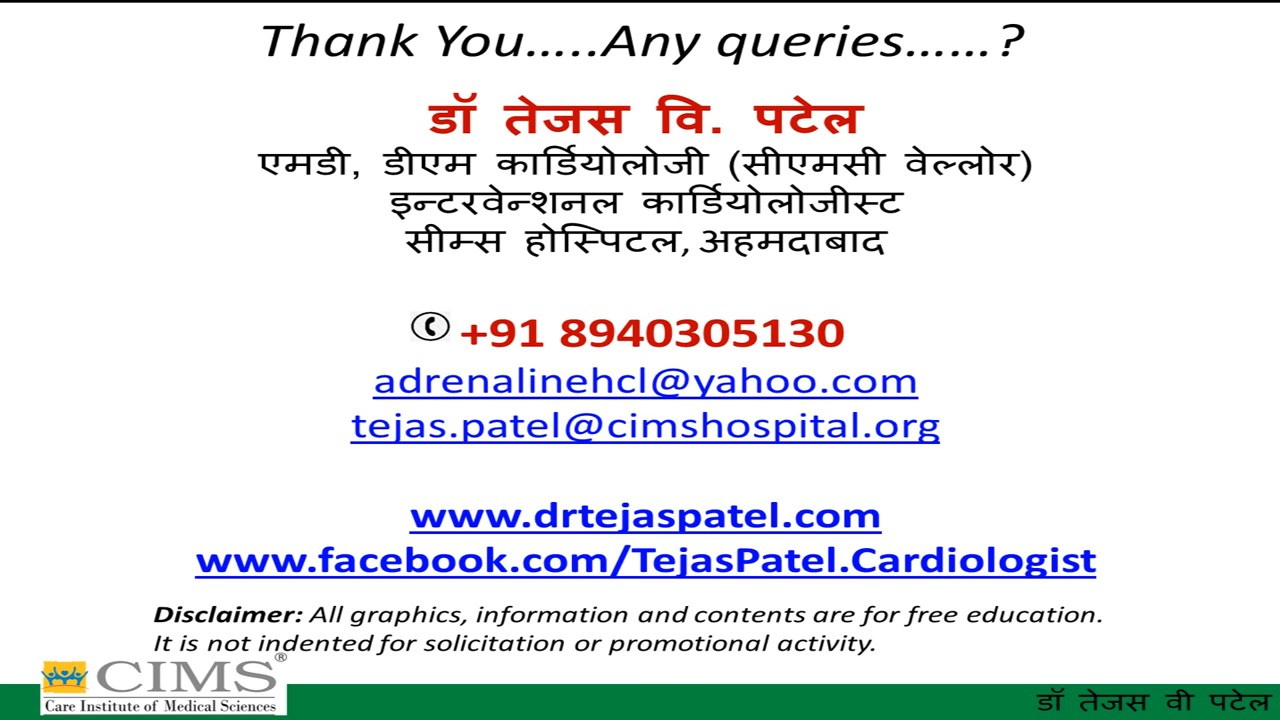 Thank You.....Any queries......?
डॉ तेजस वि. पटेल
एमडी, डीएम कार्डियोलोजी (सीएमसी वेल्लोर)
इन्टरवेन्शनल कार्डियोलोजीस्ट
सीम्स होस्पिटल, अहमदाबाद
+91 8940305130
adrenalinehcl@yahoo.com
tejas.patel@cimshospital.org
www.drtejaspatel.com
www.facebook.com/TejasPatel.Cardiologist
Disclaimer: All graphics, information and contents are for free education.
It is not indented for solicitation or promotional activity.
CIMS®
Care Institute of Medical Sciences
डॉ तेजस वी पटेल